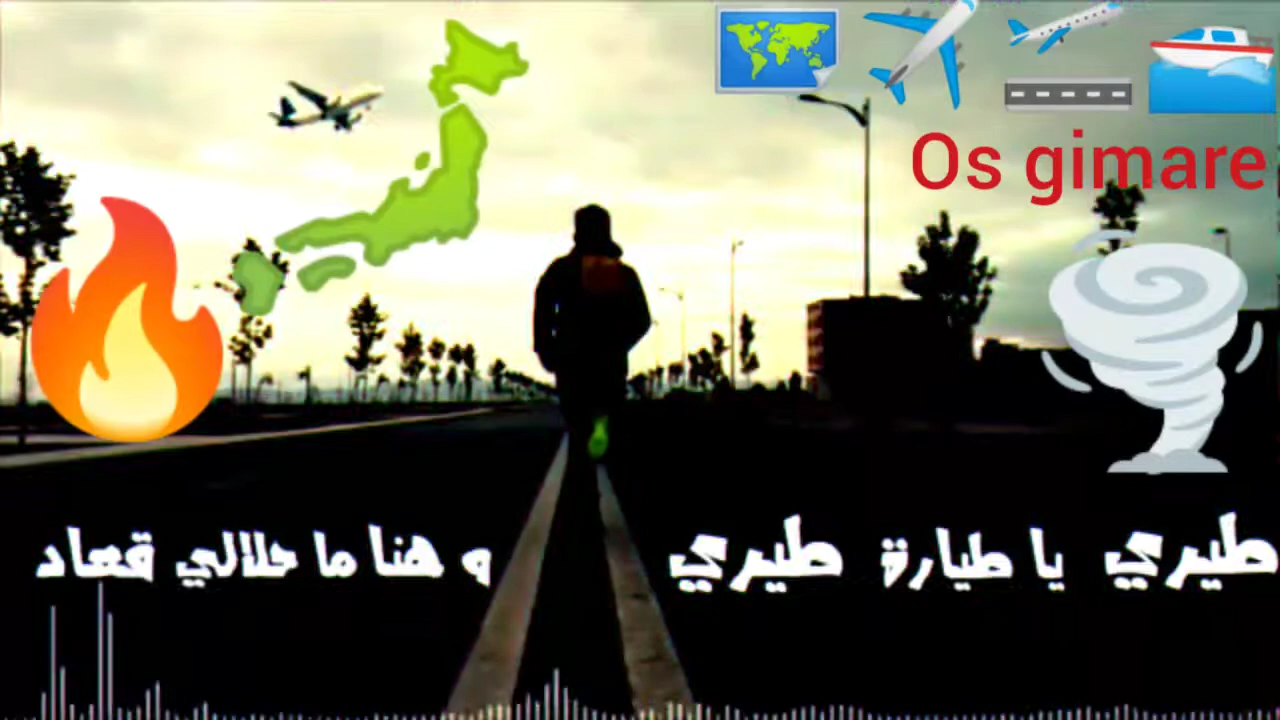 Os gimare
طيري يا طيارة طيري و هنا ما حلالي قعاد